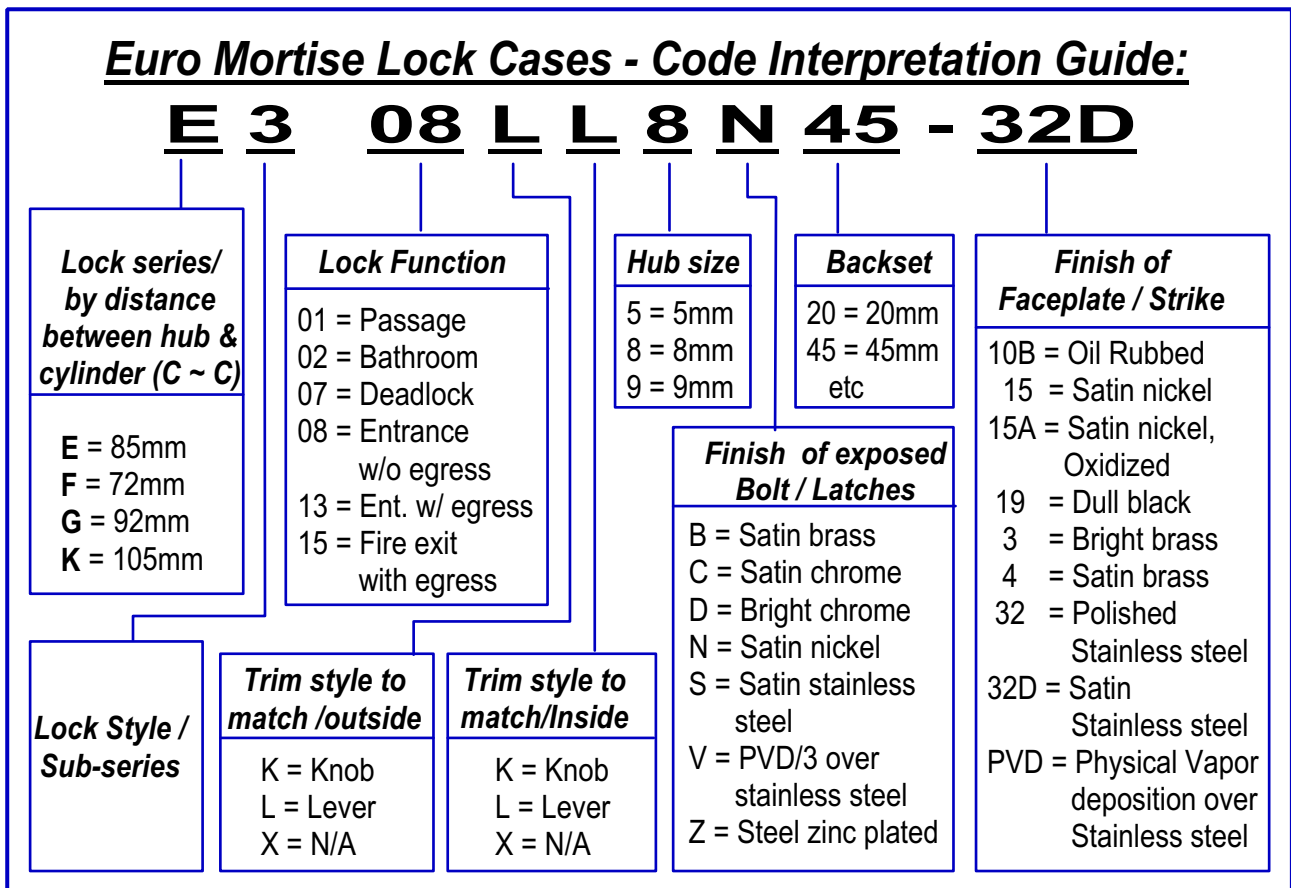 Euro Mortise Lock Cases - Code Interpretation Guide:
E 3 08 L L 8 N 45 - 32D
Lock series/
by distance
between hub &
cylinder (C ~ C)
E = 85mm
F = 72mm
G = 92mm
K = 105mm
Lock Style /
Sub-series
Lock Function
01 = Passage
02 = Bathroom
07 = Deadlock
08 = Entrance
w/o egress
13 = Ent. w/ egress
15 = Fire exit
with egress
Trim style to
match /outside
K = Knob
L = Lever
X = N/A
Trim style to
match/Inside
K = Knob
L = Lever
X = N/A
Hub size
5 = 5mm
8 = 8mm
9 = 9mm
Finish of exposed
Bolt / Latches
B = Satin brass
C = Satin chrome
D = Bright chrome
N = Satin nickel
S = Satin stainless
steel
V = PVD/3 over
stainless steel
Z = Steel zinc plated
Backset
20 = 20mm
45 = 45mm
etc
Finish of
Faceplate / Strike
10B = Oil Rubbed
15 = Satin nickel
15A = Satin nickel,
Oxidized
19 = Dull black
3 = Bright brass
4 = Satin brass
32 = Polished
Stainless steel
32D = Satin
Stainless steel
PVD = Physical Vapor
deposition over
Stainless steel